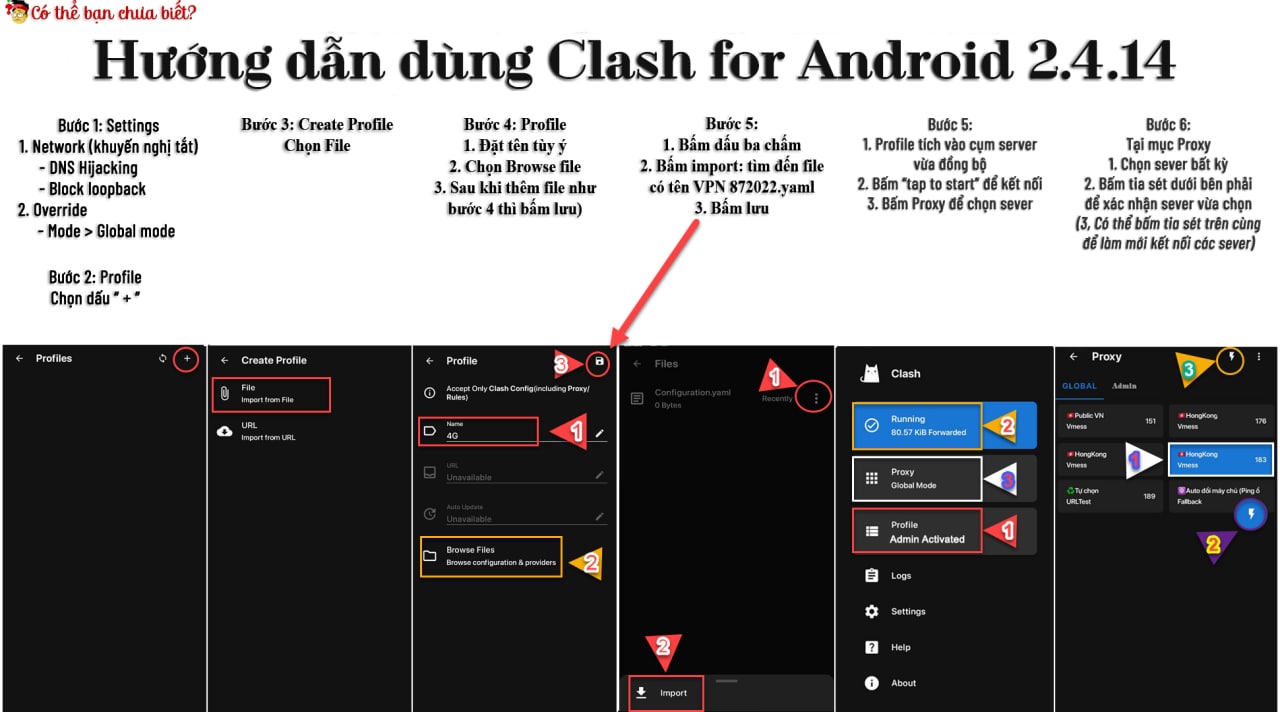 Có thể bạn chưa biết?
Hướng dẫn dùng Clash for Android 2.4.14
Bước 1: Settings
1. Network (khuyến nghị tắt)
- DNS Hijacking
- Block loopback
2. Override
- Mode > Global mode
Bước 2: Profile
Chọn dấu " + "
Bước 3: Create Profile
Chọn File
Bước 4: Profile
1. Đặt tên tùy ý
2. Chọn Browse file
3. Sau khi thêm file như
bước 4 thì bấm lưu)
Bước 5:
1. Bấm dấu ba chấm
2. Bấm import: tìm đến file
có tên VPN 872022.yaml
3. Bấm lưu
Bước 5:
1. Profile tích vào cụm server
vừa đồng bộ
2. Bấm “tap to start” để kết nối
3. Bấm Proxy để chọn sever
Bước 6:
Tại mục Proxy
1. Chọn sever bất kỳ
2. Bấm tia sét dưới bên phải
để xác nhận sever vừa chọn
(3, Có thể bấm tia sét trên cùng
để làm mới kết nối các sever)
Profiles
Create Profile
File
Import from File
URL
Import from URL
Profile
3
Accept Only Clash Config(including Proxy/
Rules)
Name
4G
1
URL
Unavailable
Auto Update
Unavailable
Browse Files
Browse configuration & providers
2
Files
1
Configuration.yaml
0 Bytes
Recently
2
Import
Clash
Running
80.57 KiB Forwarded
2
Proxy
Global Mode
3
Profile
Admin Activated
1
Logs
Settings
Help
About
Proxy
3
GLOBAL
Admin
Public VN
Vmess
151
HongKong
Vmess
176
HongKong
Vmess
1
HongKong
Vmess
183
Tự chọn
URLTest
189
Auto đổi máy chủ (Ping ổ
Fallback
2